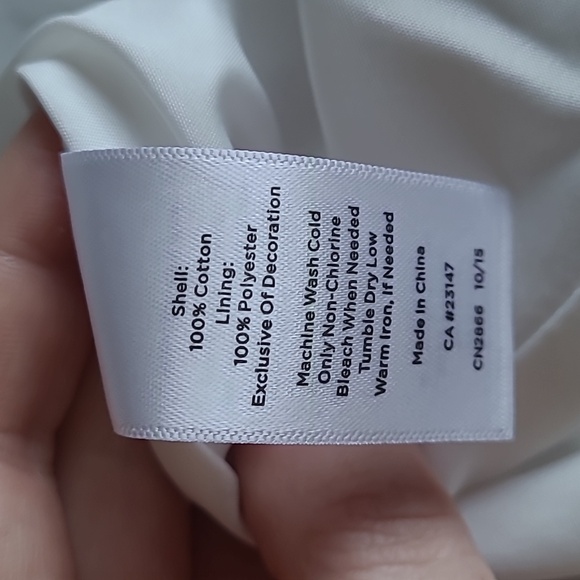 Shell:
100% Cotton
Lining:
100% Polyester
Exclusive Of Decoration
Machine Wash Cold
Only Non-Chlorine
Bleach When Needed
Tumble Dry Low
Warm Iron, If Needed
Made In China
CA #23147
CN2866 10/15